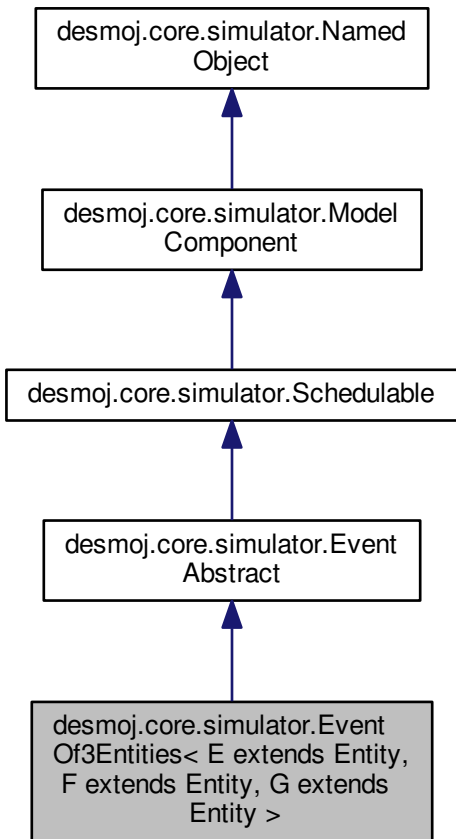 desmoj.core.simulator.Named
Object
desmoj.core.simulator.Model
Component
desmoj.core.simulator.Schedulable
desmoj.core.simulator.Event
Abstract
desmoj.core.simulator.Event
Of3Entities< E extends Entity,
F extends Entity, G extends
Entity >